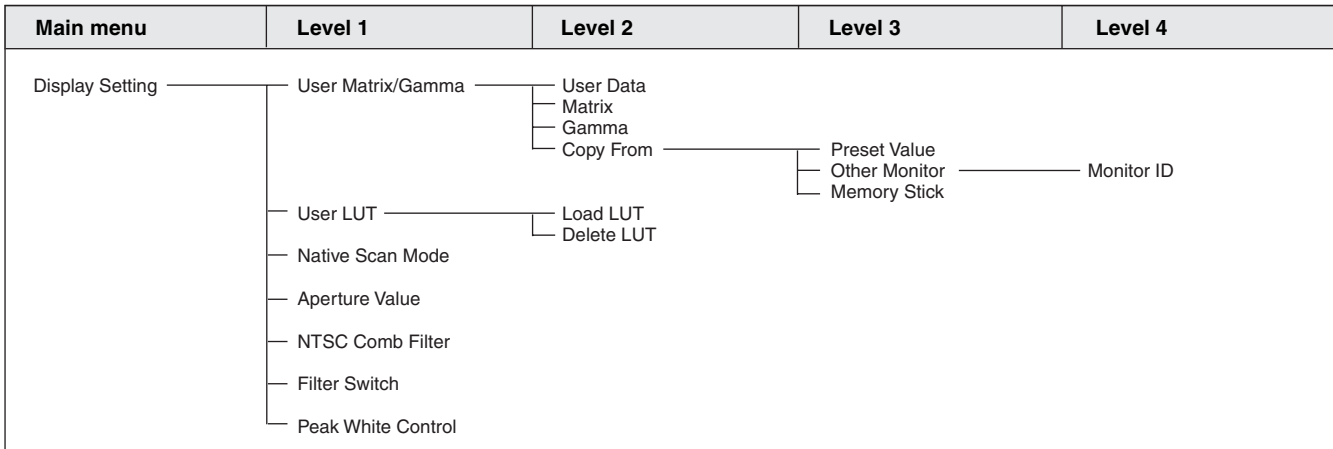 Main menu Level 1 Level 2 Level 3 Level 4
Display Setting User Matrix/Gamma User Data
Matrix
Gamma
Copy From Preset Value
Other Monitor Monitor ID
Memory Stick
User LUT Load LUT
Delete LUT
Native Scan Mode
Aperture Value
NTSC Comb Filter
Filter Switch
Peak White Control